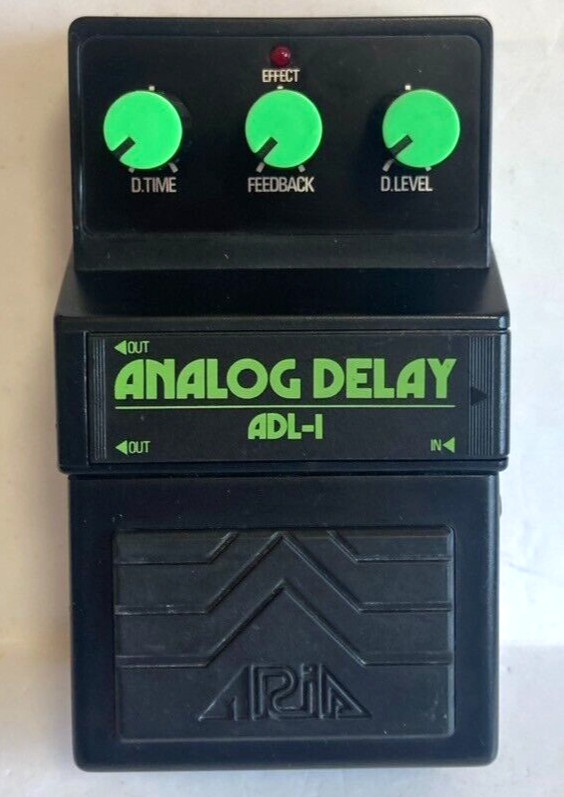 EFFECT
D.TIME FEEDBACK D.LEVEL
◀OUT
ANALOG DELAY
ADL-1
◀OUT IN◀
ARIA